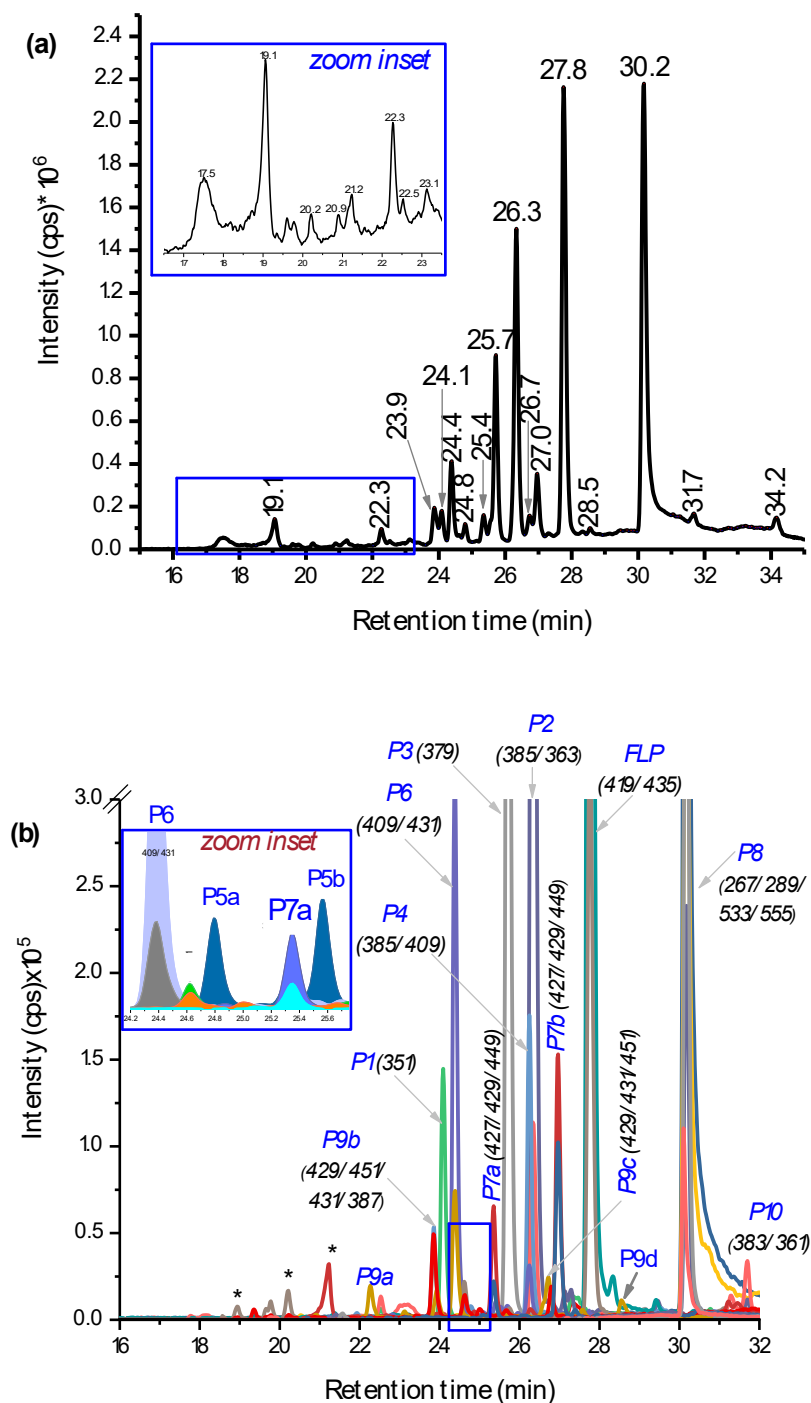 (a)
zoom inset
19.1
17.5
20.2
20.9
21.2
22.3
22.5
23.1
17 18 19 20 21 22 23
2.4
2.2
2.0
1.8
1.6
1.4
1.2
1.0
0.8
0.6
0.4
0.2
0.0
Intensity (cps)* 10⁶
19.1
22.3
23.9
24.1
24.4
24.8
25.4
25.7
26.3
26.7
27.0
27.8
28.5
30.2
31.7
34.2
16 18 20 22 24 26 28 30 32 34
Retention time (min)
(b)
P3 (379)
P6
(409/431)
P4
(385/409)
P2
(385/363)
FLP
(419/435)
P8
(267/289/
533/555)
zoom inset
P6
409/431
P5a
P7a
P5b
24.2 24.4 24.6 24.8 25.0 25.2 25.4 25.6
P1(351)
P9b
(429/451/
431/387)
P7a (427/429/449)
P7b (427/429/449)
P9c (429/431/451)
P10
(383/361)
P9a
P9d
* * *
3.0
2.5
2.0
15
10
0.5
0.0
Intensity (cps)x10⁵
16 18 20 22 24 26 28 30 32
Retention time (min)